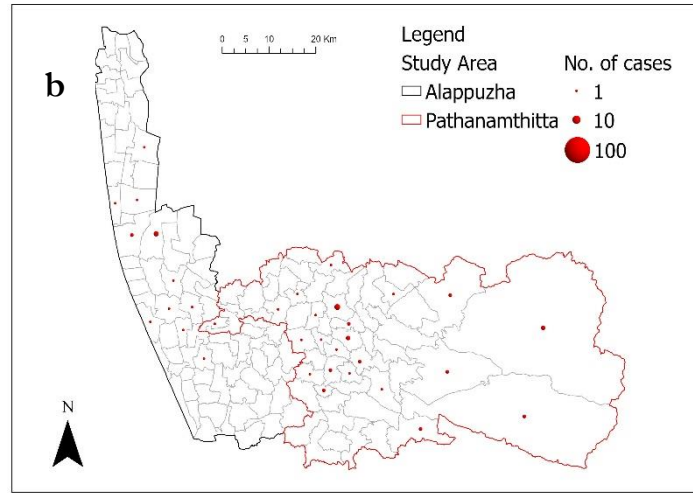 b
0 5 10 20 Km
Legend
Study Area
Alappuzha
Pathanamthitta
No. of cases
1
10
100
N